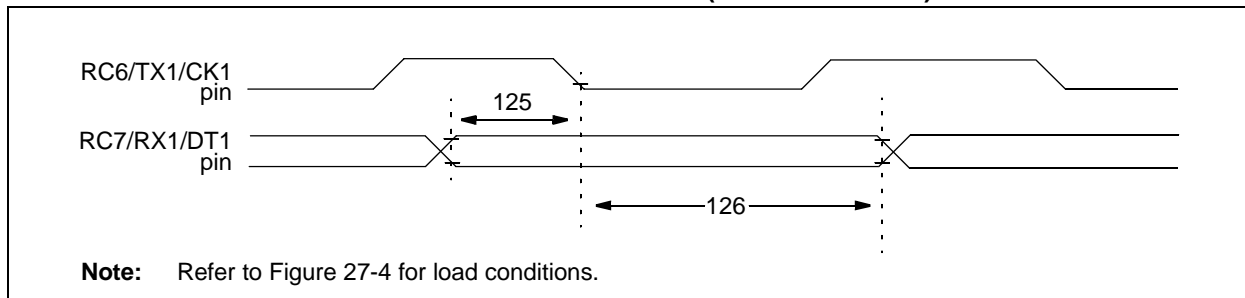 RC6/TX1/CK1
pin
125
RC7/RX1/DT1
pin
126
Note: Refer to Figure 27-4 for load conditions.